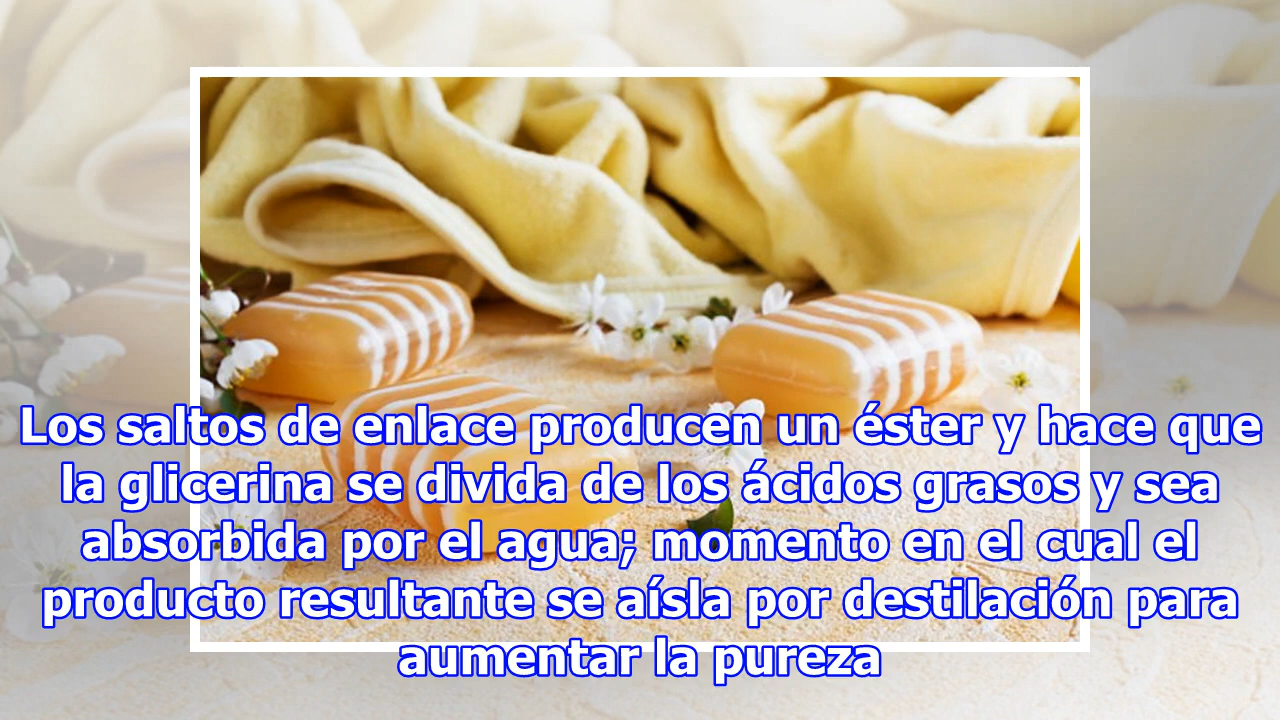 Los saltos de enlace producen un éster y hace que
la glicerina se divida de los ácidos grasos y sea
absorbida por el agua; momento en el cual el
producto resultante se aísla por destilación para
aumentar la pureza